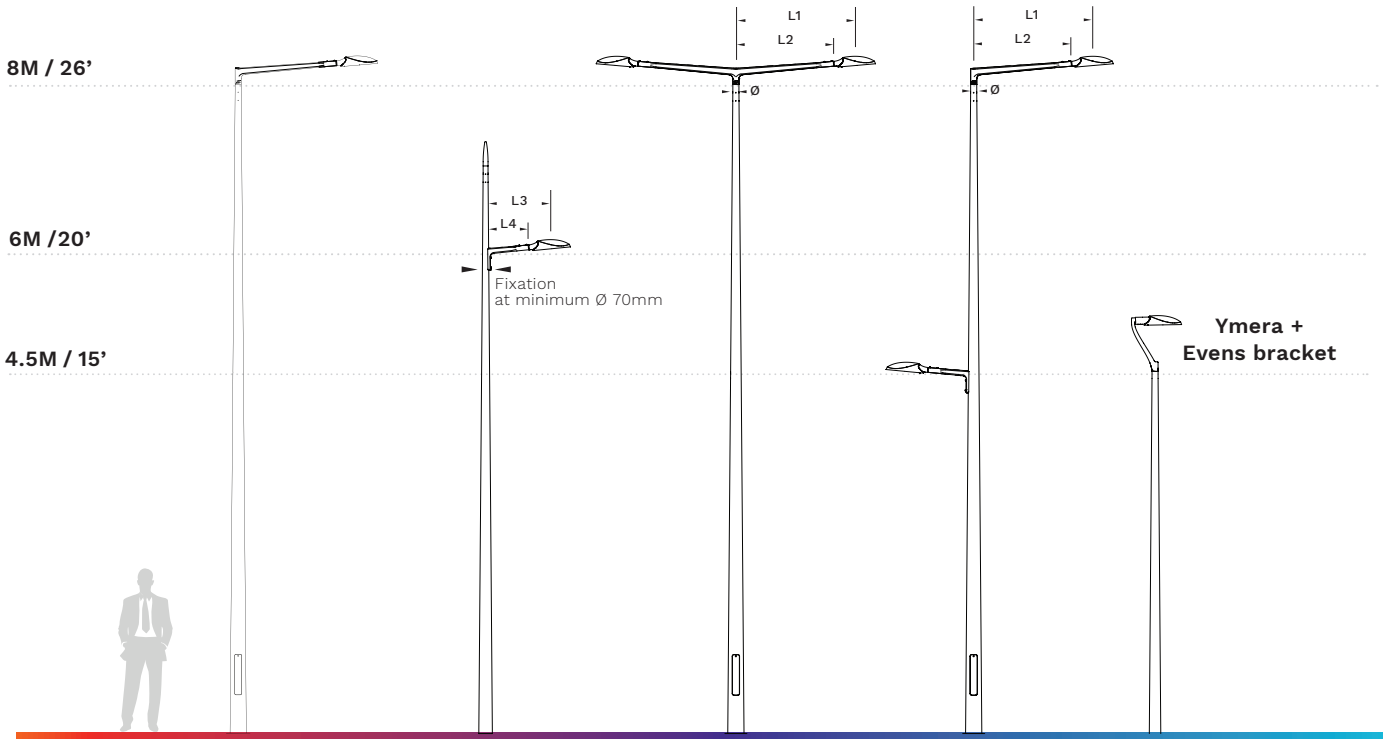 L1
L2
L1
L2
8M / 26’
Ø
Ø
L3
L4
6M /20’
Fixation
at minimum Ø 70mm
Ymera +
Evens bracket
4.5M / 15’